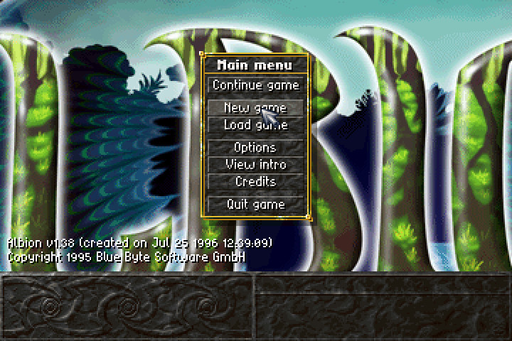 Main menu
Continue game
New game
Load game
Options
View intro
Credits
Quit game
Albion v1.38 (created on Jul 25 1996 12:39:09)
Copyright 1995 Blue Byte Software GmbH